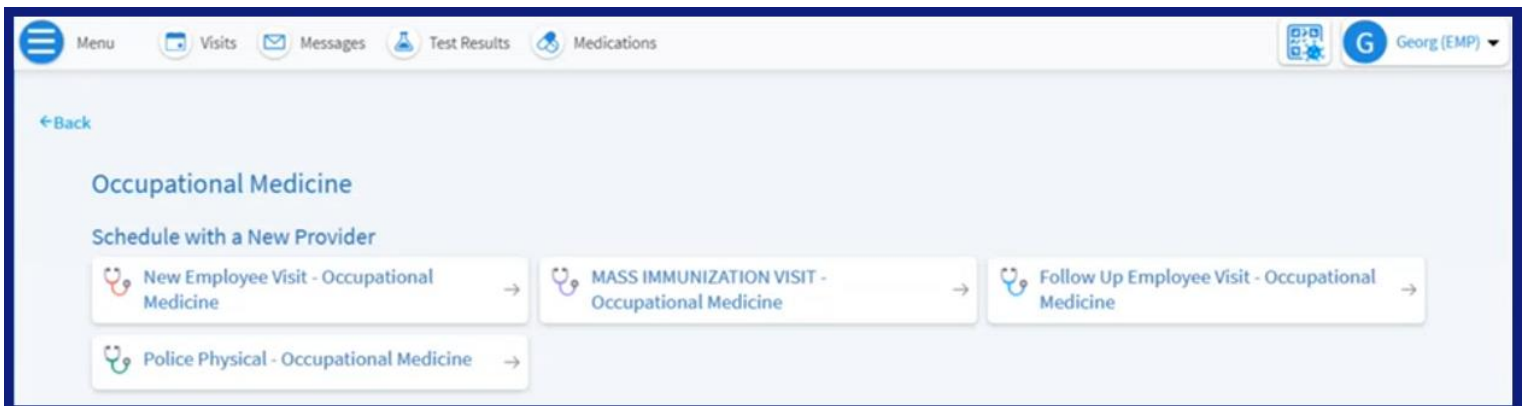 Menu Visits Messages Test Results Medications G Georg (EMP)
←Back
Occupational Medicine
Schedule with a New Provider
New Employee Visit - Occupational
Medicine →
MASS IMMUNIZATION VISIT -
Occupational Medicine →
Follow Up Employee Visit - Occupational
Medicine →
Police Physical - Occupational Medicine →